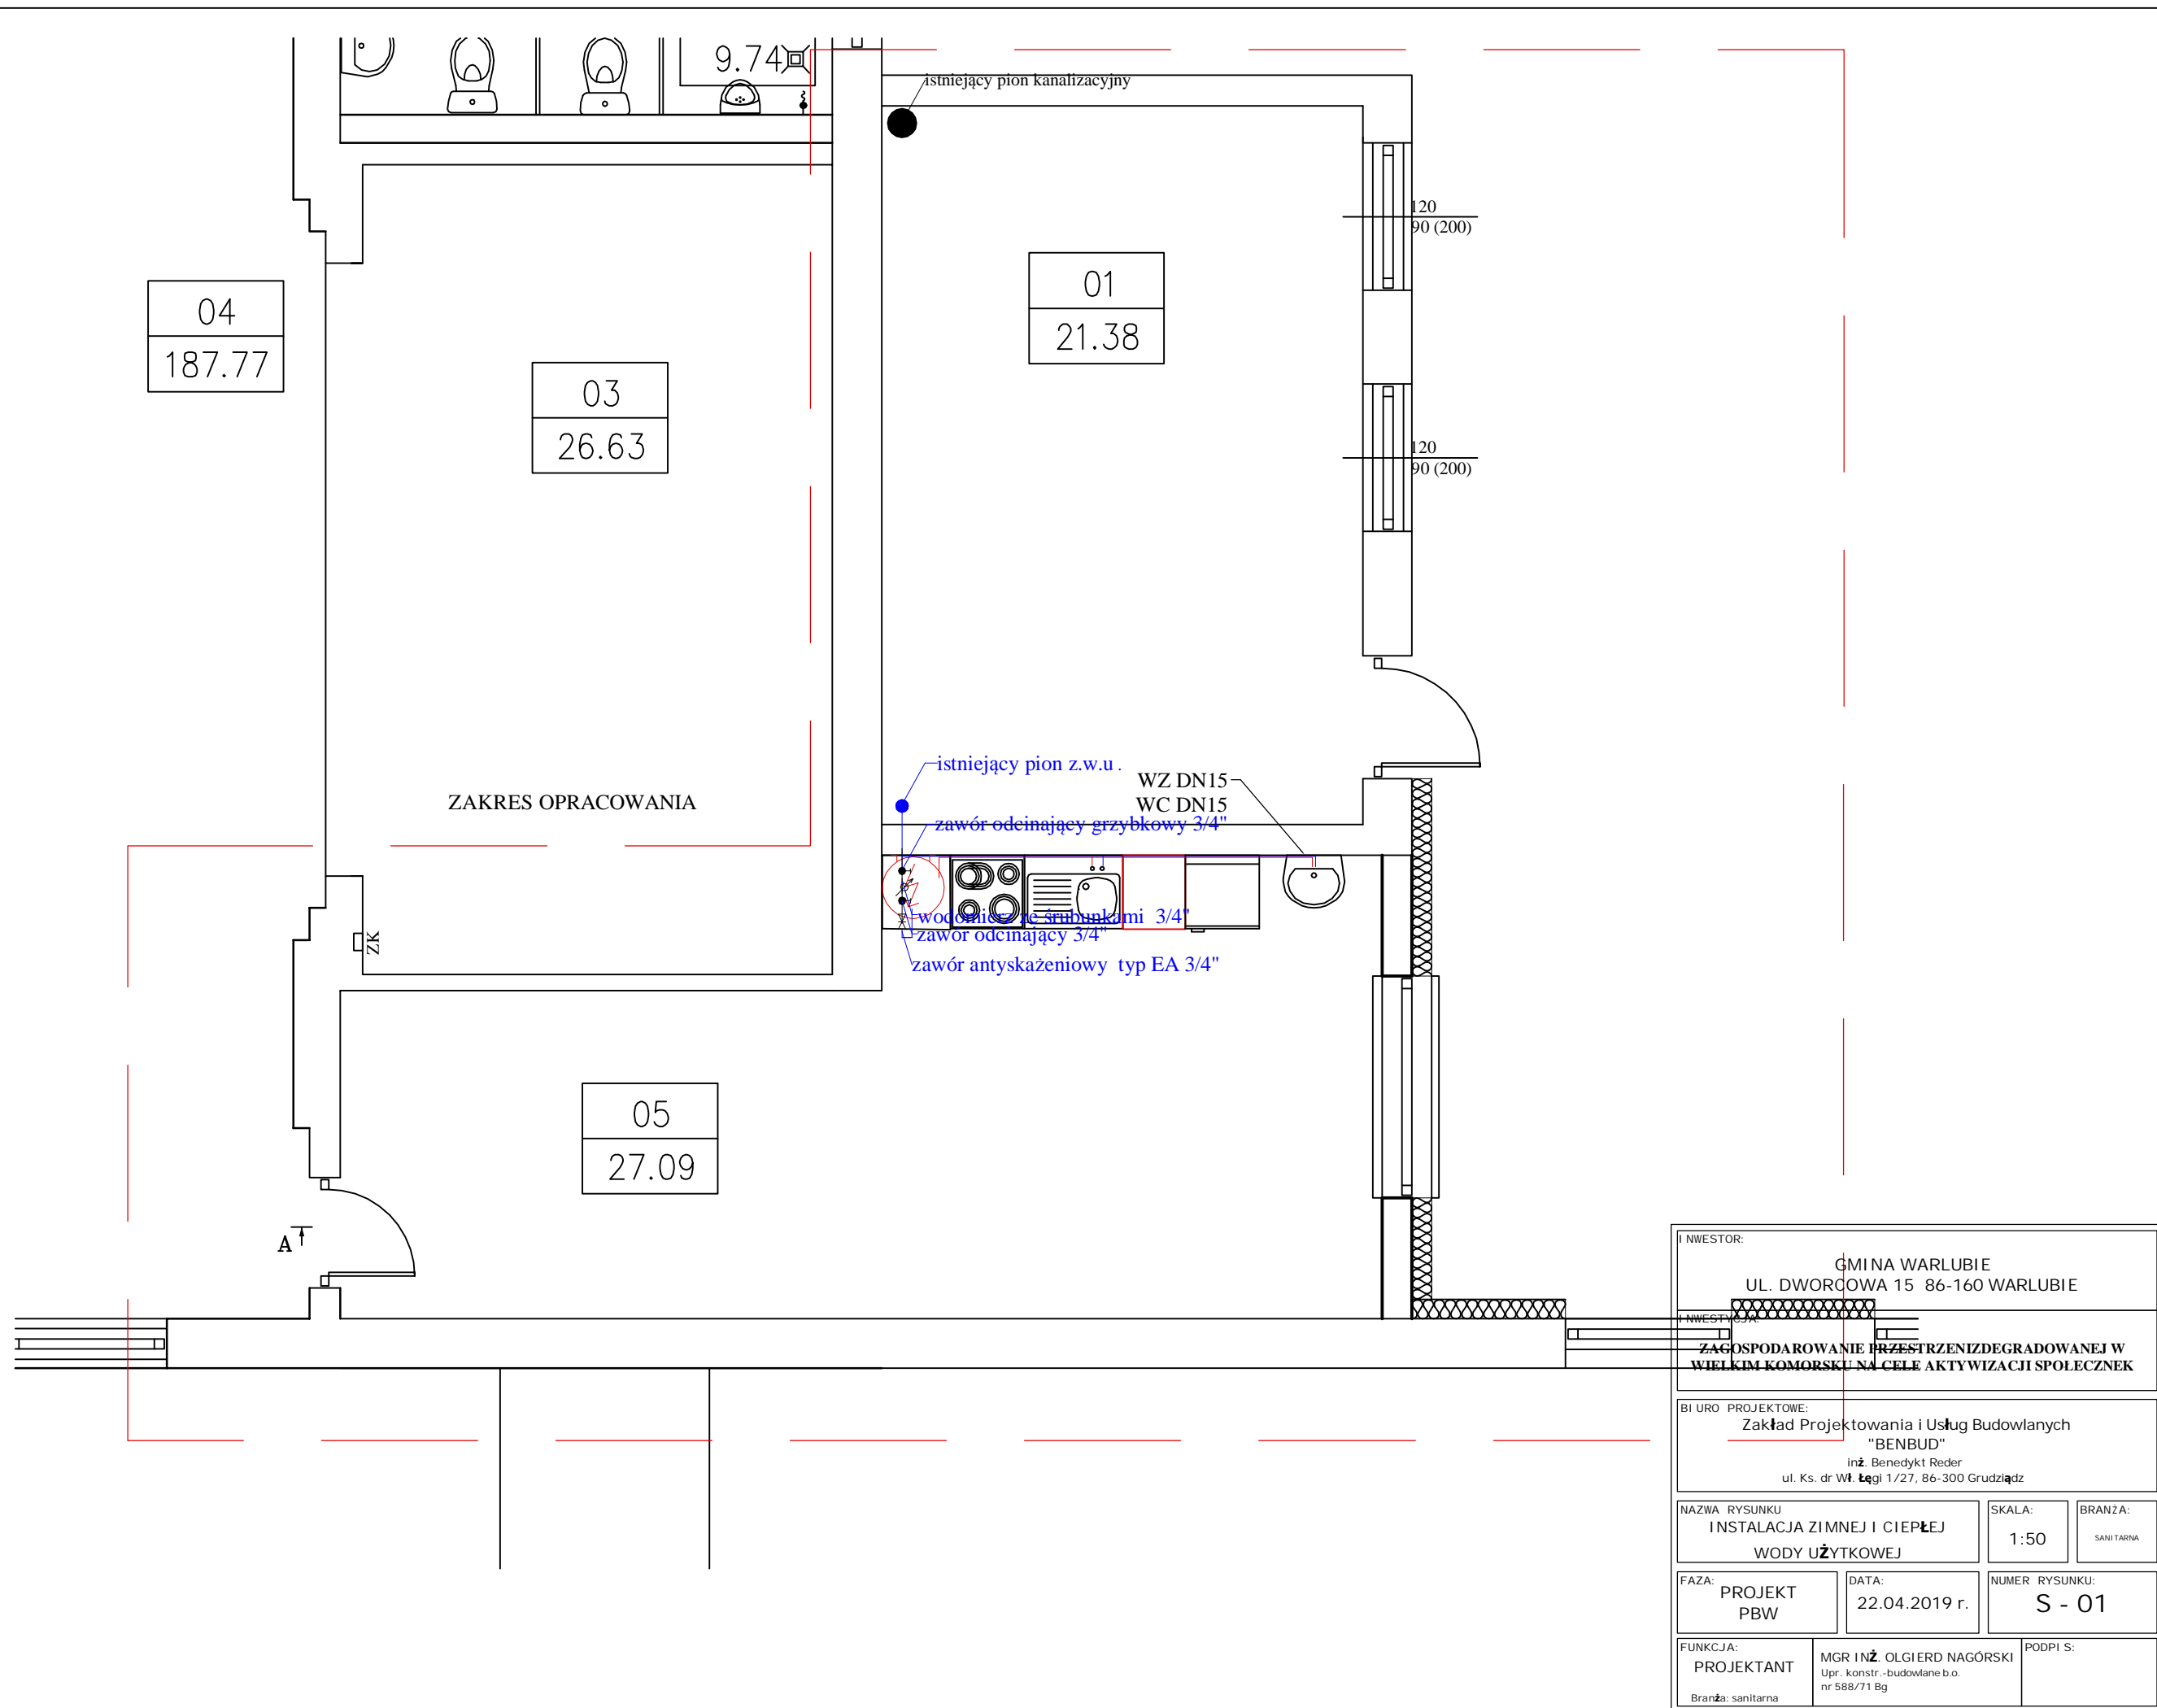 9.74
istniejący pion kanalizacyjny
120
90 (200)
01
21.38
04
187.77
03
26.63
120
90 (200)
istniejący pion z.w.u .
WZ DN15
WC DN15
ZAKRES OPRACOWANIA
zawór odcinający grzybkowy 3/4"
wodomierz ze śrubunkami 3/4"
zawór odcinający 3/4"
ZK
zawór antyskażeniowy typ EA 3/4"
05
27.09
A
INWESTOR:
GMINA WARLUBIE
UL. DWORCOWA 15 86-160 WARLUBIE
INWESTYCJA:
ZAGOSPODAROWANIE PRZESTRZENIZDEGRADOWANEJ W
WIELKIM KOMORSKU NA CELE AKTYWIZACJI SPOŁECZNEK
BIURO PROJEKTOWE:
Zakład Projektowania i Usług Budowlanych
"BENBUD"
inż. Benedykt Reder
ul. Ks. dr Wł. Łęgi 1/27, 86-300 Grudziądz
NAZWA RYSUNKU
INSTALACJA ZIMNEJ I CIEPŁEJ
WODY UŻYTKOWEJ
SKALA:
1:50
BRANŻA:
SANITARNA
FAZA:
PROJEKT
PBW
DATA:
22.04.2019 r.
NUMER RYSUNKU:
S - 01
FUNKCJA:
PROJEKTANT
Branża: sanitarna
MGR INŻ. OLGIERD NAGÓRSKI
Upr. konstr.-budowlane b.o.
nr 588/71 Bg
PODPIS: